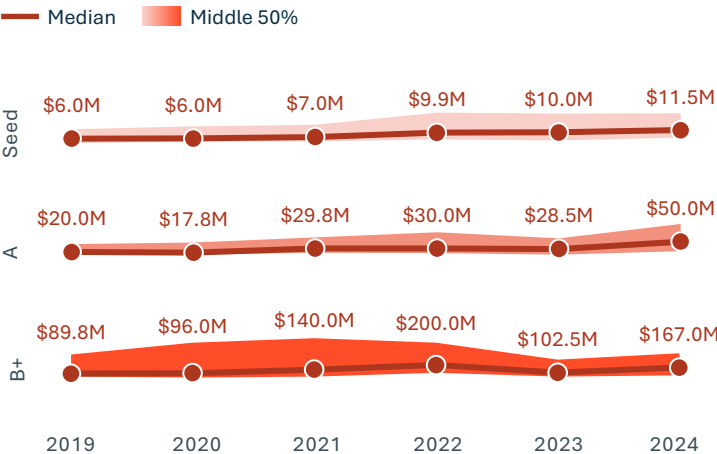 Median Middle 50%
Seed
$6.0M $6.0M $7.0M $9.9M $10.0M $11.5M
A
$20.0M $17.8M $29.8M $30.0M $28.5M $50.0M
B+
$89.8M $96.0M $140.0M $200.0M $102.5M $167.0M
2019 2020 2021 2022 2023 2024